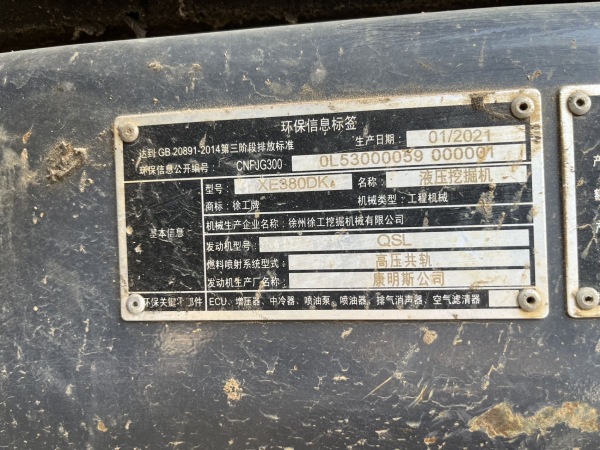 环保信息标签
达到 GB 20891-2014第三阶段排放标准 生产日期: 01/2021
环保信息公开编号: CNFJG300 0L53000059 000001
型号: XE380DK 名称: 液压挖掘机
商标: 徐工牌 机械类型: 工程机械
机械生产企业名称: 徐州徐工挖掘机械有限公司
基本信息
发动机型号: QSL
燃料喷射系统型式: 高压共轨
发动机生产厂名称: 康明斯公司
环保关键 部件 ECU、增压器、中冷器、喷油泵、喷油器、排气消声器、空气滤清器